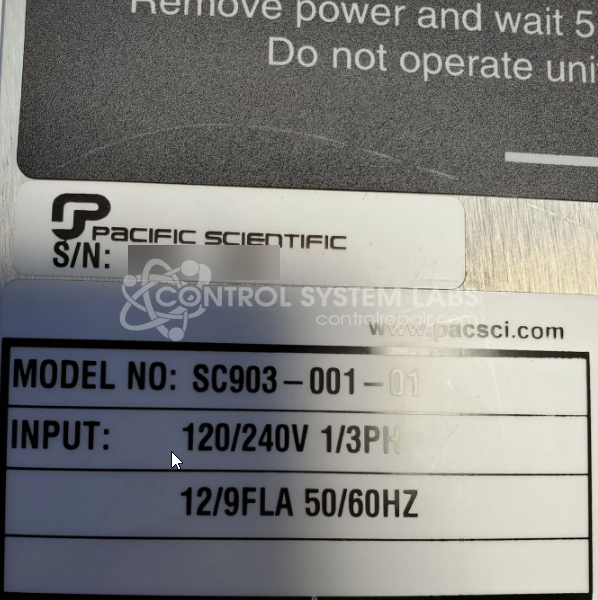 Remove power and wait 5
Do not operate uni
PACIFIC SCIENTIFIC
S/N:
CONTROL SYSTEM LABS
controlrepair.com
www.pacsci.com
MODEL NO: SC903-001-01
INPUT: 120/240V 1/3PH
12/9FLA 50/60HZ